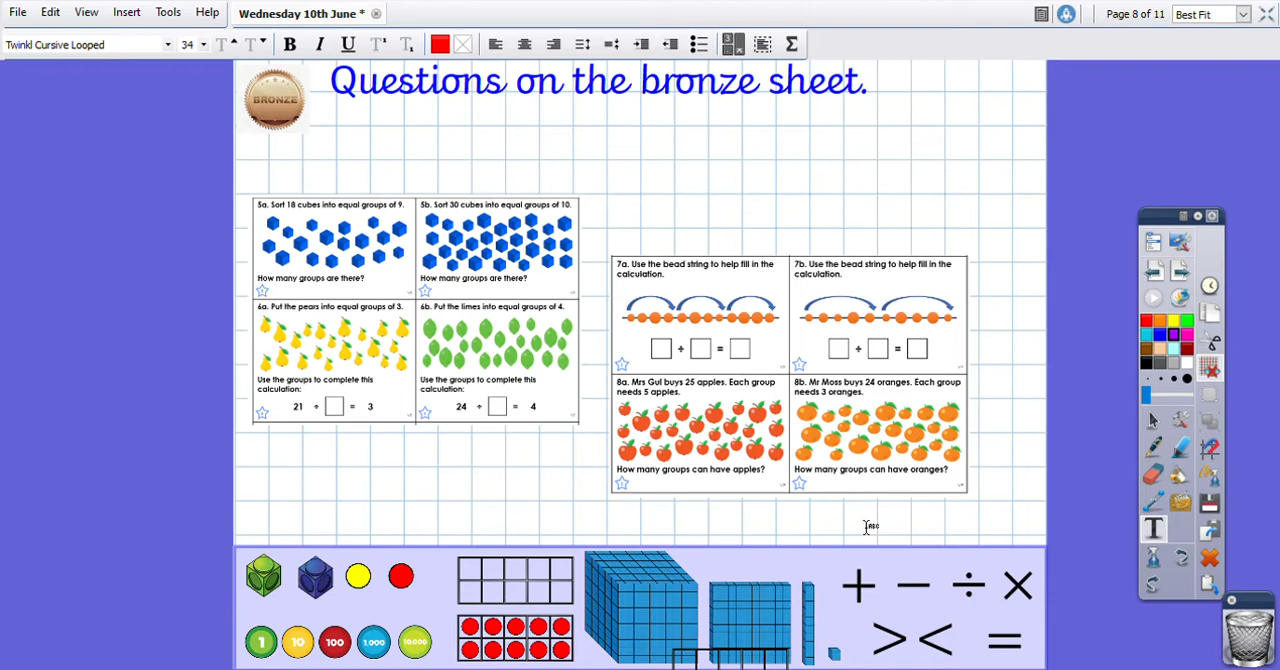 File Edit View Insert Tools Help
Wednesday 10th June *
Page 8 of 11
Best Fit
Twinkl Cursive Looped
34
B I U
BRONZE
Questions on the bronze sheet.
5a. Sort 18 cubes into equal groups of 9.
How many groups are there?
5b. Sort 30 cubes into equal groups of 10.
How many groups are there?
6a. Put the pears into equal groups of 3.
Use the groups to complete this
calculation:
21 ÷ = 3
6b. Put the limes into equal groups of 4.
Use the groups to complete this
calculation:
24 ÷ = 4
7a. Use the bead string to help fill in the
calculation.
÷ =
7b. Use the bead string to help fill in the
calculation.
÷ =
8a. Mrs Gul buys 25 apples. Each group
needs 5 apples.
How many groups can have apples?
8b. Mr Moss buys 24 oranges. Each group
needs 3 oranges.
How many groups can have oranges?
ABC
+ − ÷ ×
> < =
1 10 100 1,000 10,000
T